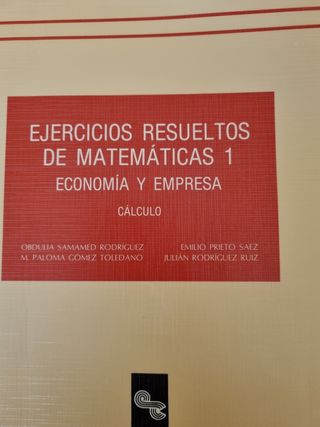 EJERCICIOS RESUELTOS
DE MATEMÁTICAS 1
ECONOMÍA Y EMPRESA
CÁLCULO
OBDULIA SAMAMED RODRÍGUEZ
EMILIO PRIETO SAEZ
M. PALOMA GÓMEZ TOLEDANO
JULIÁN RODRÍGUEZ RUIZ